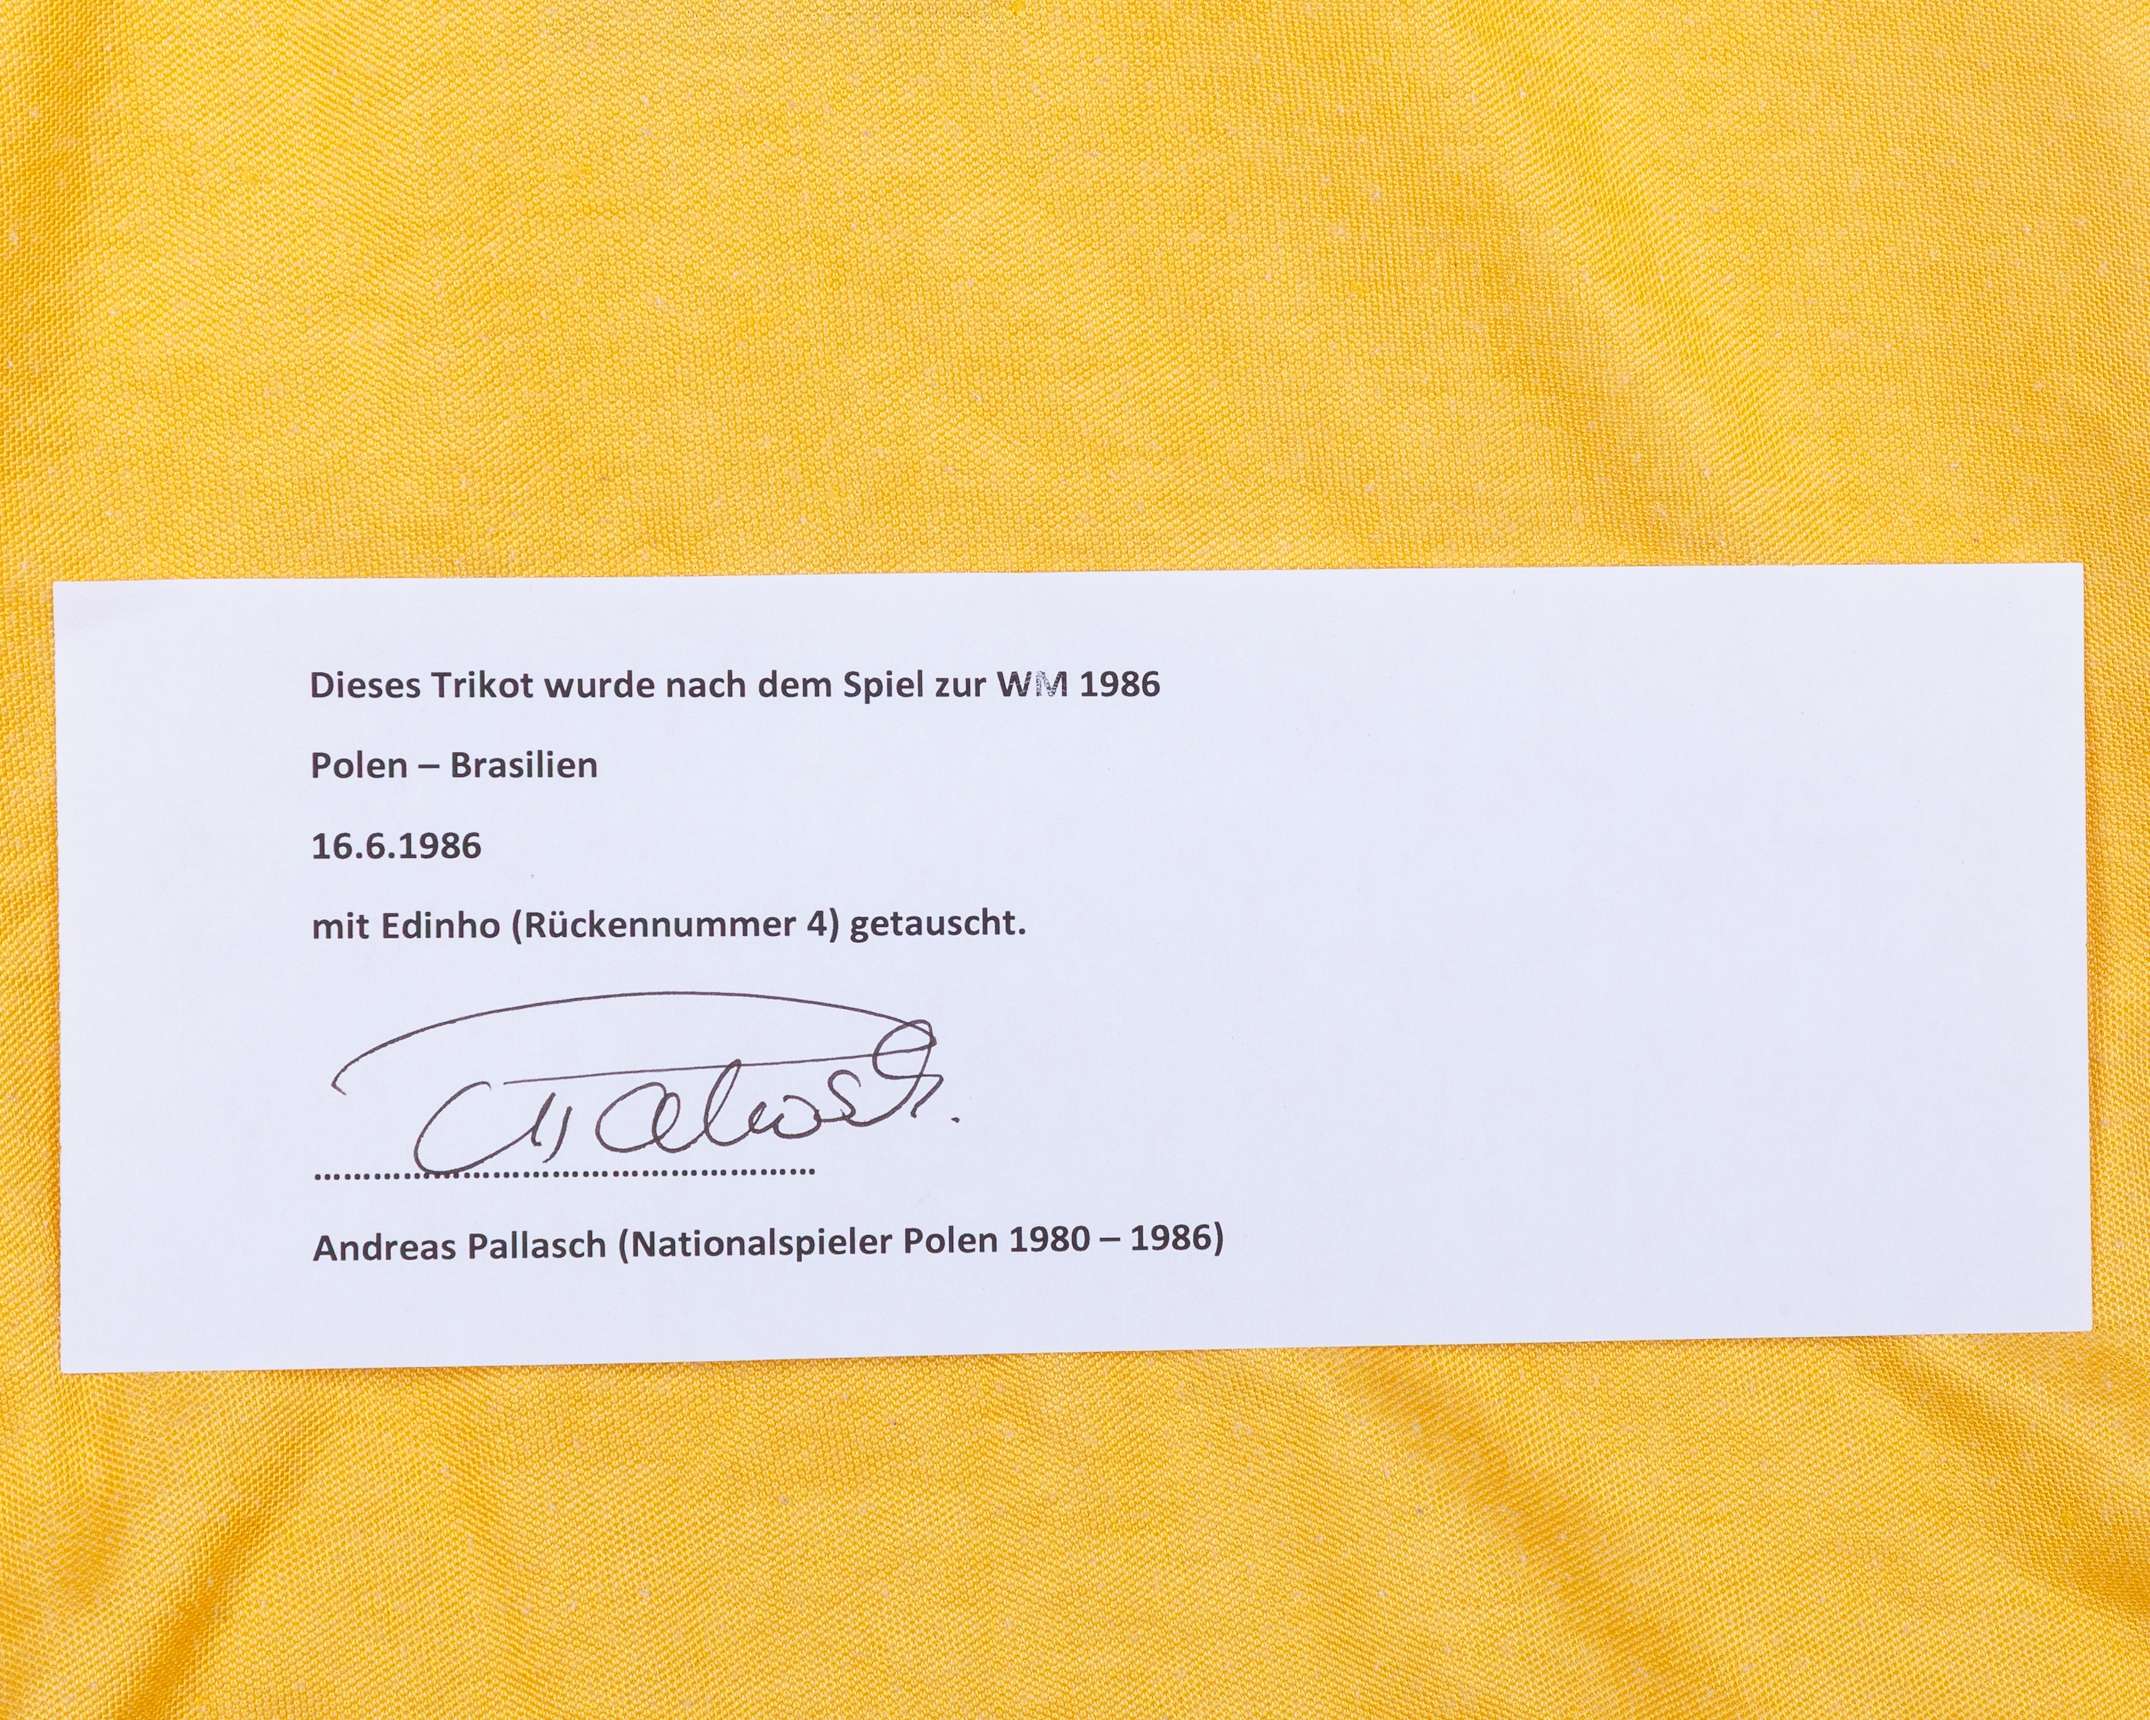 Dieses Trikot wurde nach dem Spiel zur WM 1986
Polen – Brasilien
16.6.1986
mit Edinho (Rückennummer 4) getauscht.
Andreas Pallasch (Nationalspieler Polen 1980 – 1986)